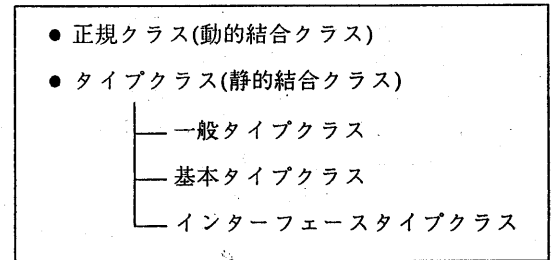 ● 正規クラス(動的結合クラス)
● タイプクラス(静的結合クラス)
一般タイプクラス
基本タイプクラス
インターフェースタイプクラス